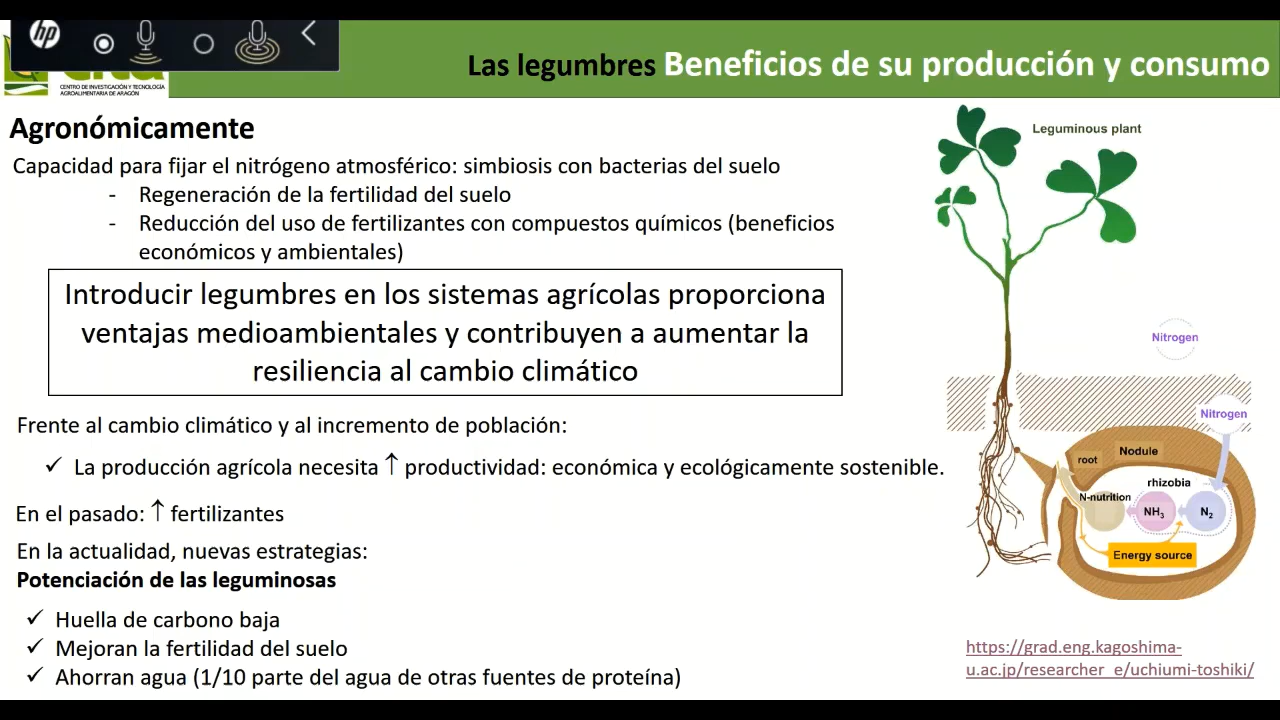 hp
CENTRO DE INVESTIGACIÓN Y TECNOLOGÍA
AGROALIMENTARIA DE ARAGÓN
Las legumbres Beneficios de su producción y consumo
Agronómicamente
Capacidad para fijar el nitrógeno atmosférico: simbiosis con bacterias del suelo
- Regeneración de la fertilidad del suelo
- Reducción del uso de fertilizantes con compuestos químicos (beneficios
económicos y ambientales)
Introducir legumbres en los sistemas agrícolas proporciona
ventajas medioambientales y contribuyen a aumentar la
resiliencia al cambio climático
Frente al cambio climático y al incremento de población:
✓ La producción agrícola necesita ↑ productividad: económica y ecológicamente sostenible.
En el pasado: ↑ fertilizantes
En la actualidad, nuevas estrategias:
Potenciación de las leguminosas
✓ Huella de carbono baja
✓ Mejoran la fertilidad del suelo
✓ Ahorran agua (1/10 parte del agua de otras fuentes de proteína)
Leguminous plant
Nitrogen
Nitrogen
Nodule
root
rhizobia
N-nutrition
NH3
N2
Energy source
https://grad.eng.kagoshima-
u.ac.jp/researcher_e/uchiumi-toshiki/